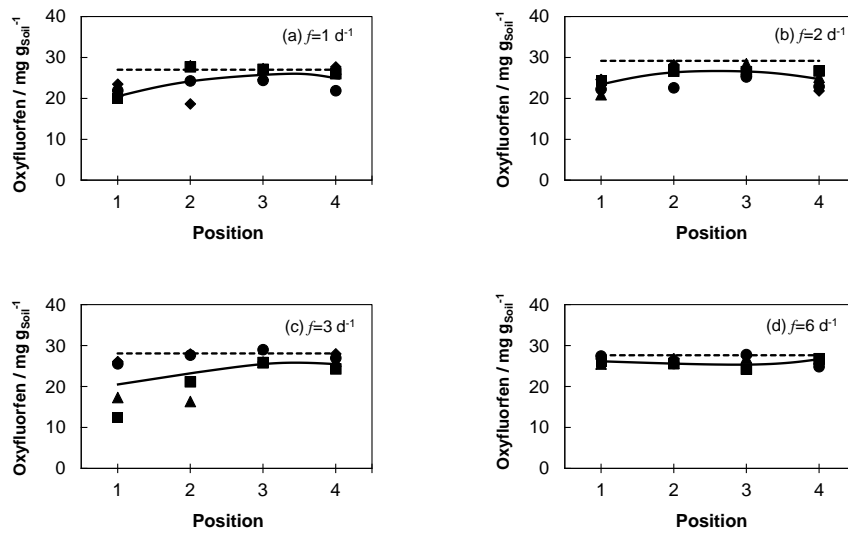 Oxyfluorfen / mg gSoil-1
40
30
20
10
0
(a) f=1 d-1
1 2 3 4
Position
Oxyfluorfen / mg gSoil-1
40
30
20
10
0
(b) f=2 d-1
1 2 3 4
Position
Oxyfluorfen / mg gSoil-1
40
30
20
10
0
(c) f=3 d-1
1 2 3 4
Position
Oxyfluorfen / mg gSoil-1
40
30
20
10
0
(d) f=6 d-1
1 2 3 4
Position